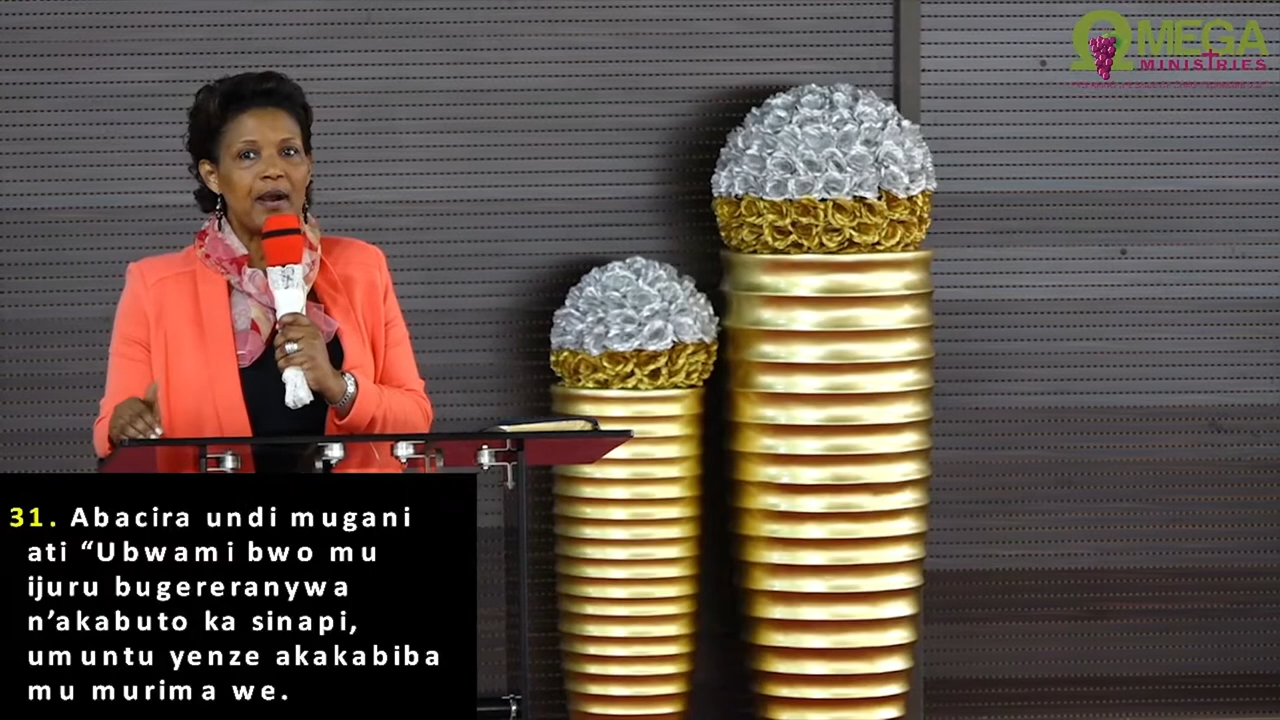 ΩMEGA
MINISTRIES
31. Abacira undi mugani
ati “Ubwami bwo mu
ijuru bugereranywa
n’akabuto ka sinapi,
umuntu yenze akakabiba
mu murima we.